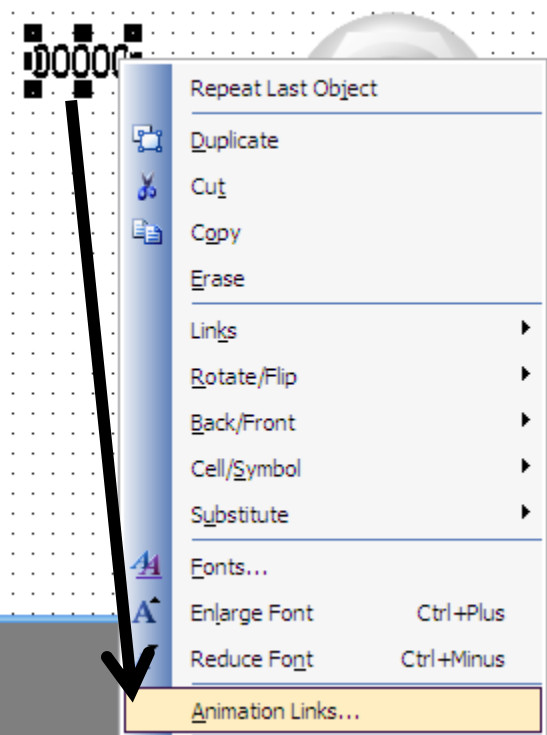 00000
Repeat Last Object
Duplicate
Cut
Copy
Erase
Links
Rotate/Flip
Back/Front
Cell/Symbol
Substitute
Fonts...
Enlarge Font Ctrl+Plus
Reduce Font Ctrl+Minus
Animation Links...